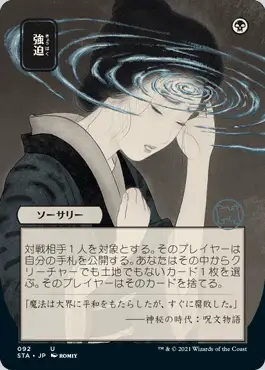 強迫
きょうはく
ソーサリー
対戦相手１人を対象とする。そのプレイヤーは
自分の手札を公開する。あなたはその中からク
リーチャーでも土地でもないカード１枚を選
ぶ。そのプレイヤーはそのカードを捨てる。
「魔法は大界に平和をもたらしたが、すぐに腐敗した。」
――神秘の時代：呪文物語
092 U
STA • JP ROMIY
™ & © 2021 Wizards of the Coast